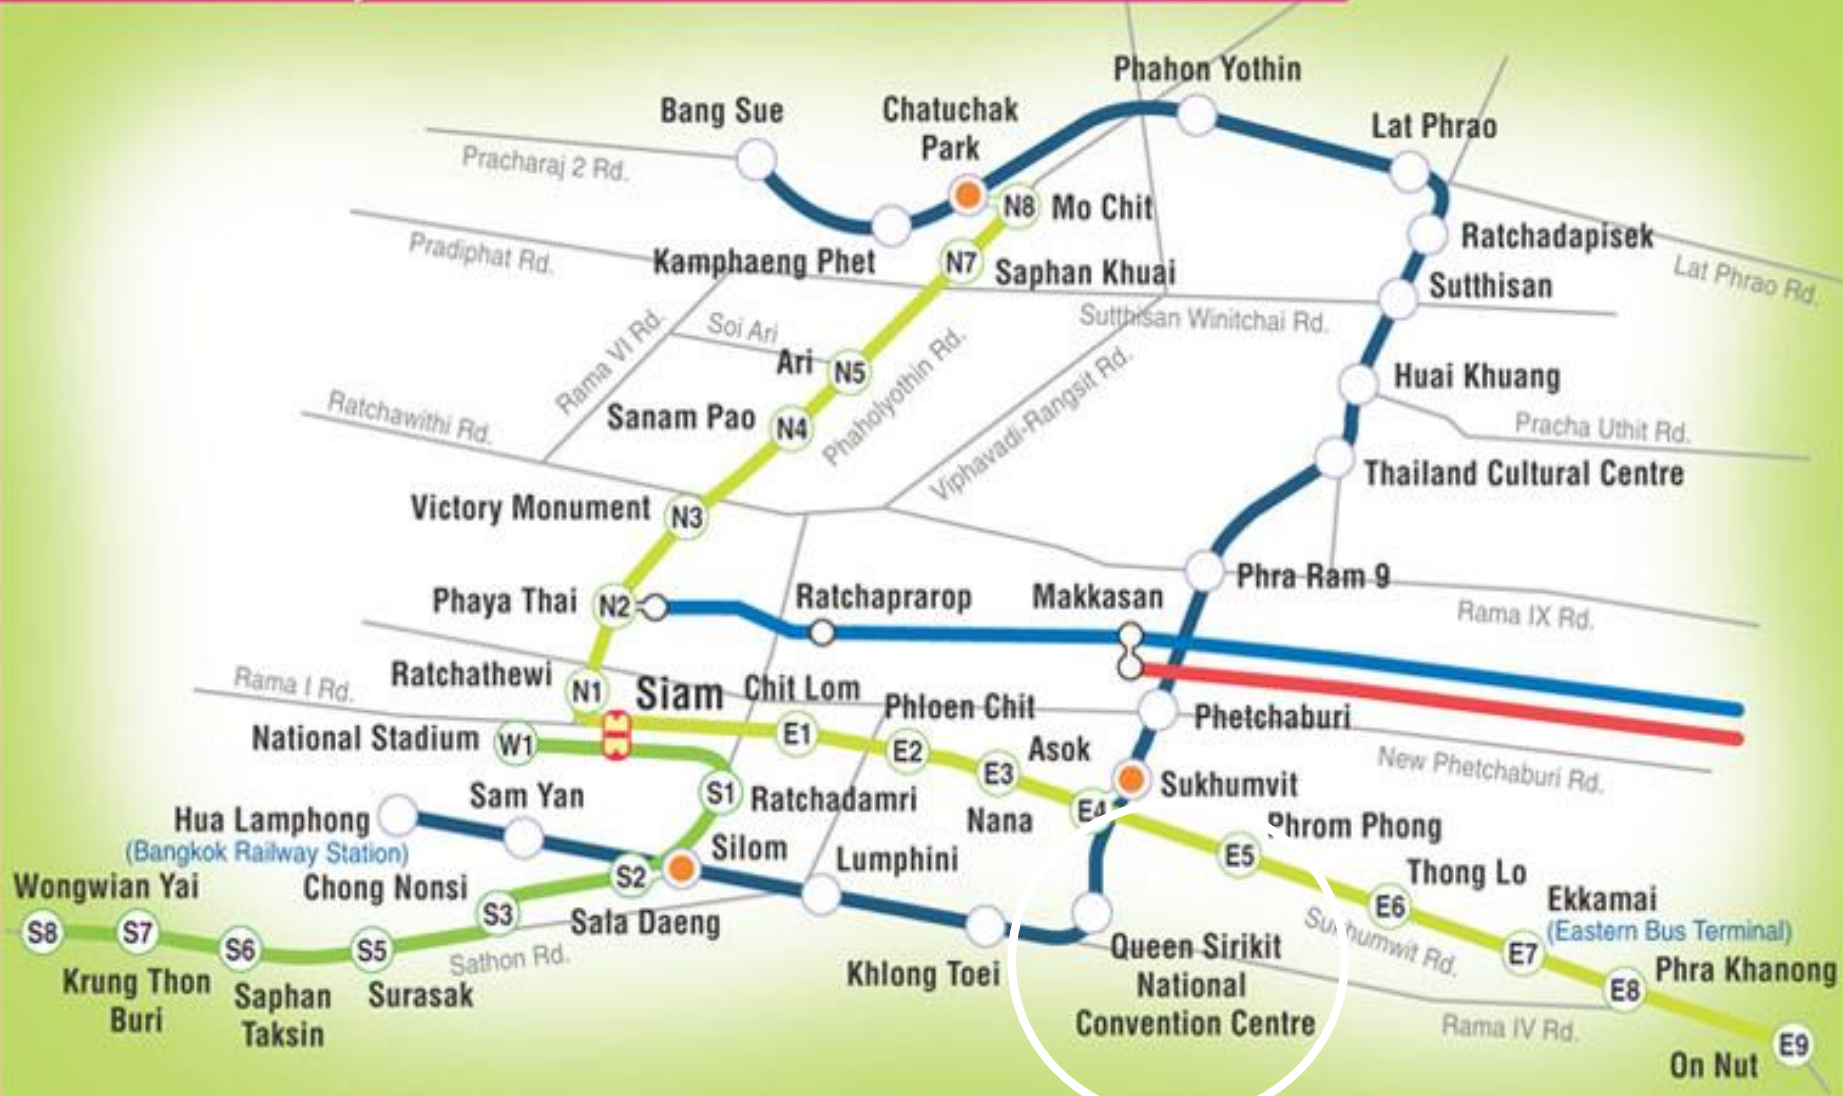 Phahon Yothin
Bang Sue
Chatuchak
Park
Lat Phrao
Pracharaj 2 Rd.
N8
Mo Chit
Ratchadapisek
Pradiphat Rd.
Kamphaeng Phet
N7
Saphan Khuai
Lat Phrao Rd.
Sutthisan
Sutthisan Winitchai Rd.
Soi Ari
Rama VI Rd.
Ari
N5
Phaholyothin Rd.
Viphavadi-Rangsit Rd.
Huai Khuang
Ratchawithi Rd.
Sanam Pao
N4
Pracha Uthit Rd.
Thailand Cultural Centre
Victory Monument
N3
Phra Ram 9
Phaya Thai
N2
Ratchaprarop
Makkasan
Rama IX Rd.
Ratchathewi
N1
Siam
Chit Lom
Rama I Rd.
Phloen Chit
Phetchaburi
National Stadium
W1
E1
E2
Asok
E3
New Phetchaburi Rd.
Sukhumvit
Sam Yan
S1
Ratchadamri
Nana
E4
Hua Lamphong
(Bangkok Railway Station)
Silom
Lumphini
Phrom Phong
E5
Wongwian Yai
Chong Nonsi
S2
Thong Lo
E6
Ekkamai
(Eastern Bus Terminal)
S8
S7
S6
S5
S3
Sala Daeng
Sathon Rd.
Sukhumwit Rd.
E7
Krung Thon
Buri
Saphan
Taksin
Surasak
Khlong Toei
Queen Sirikit
National
Convention Centre
E8
Phra Khanong
Rama IV Rd.
On Nut
E9